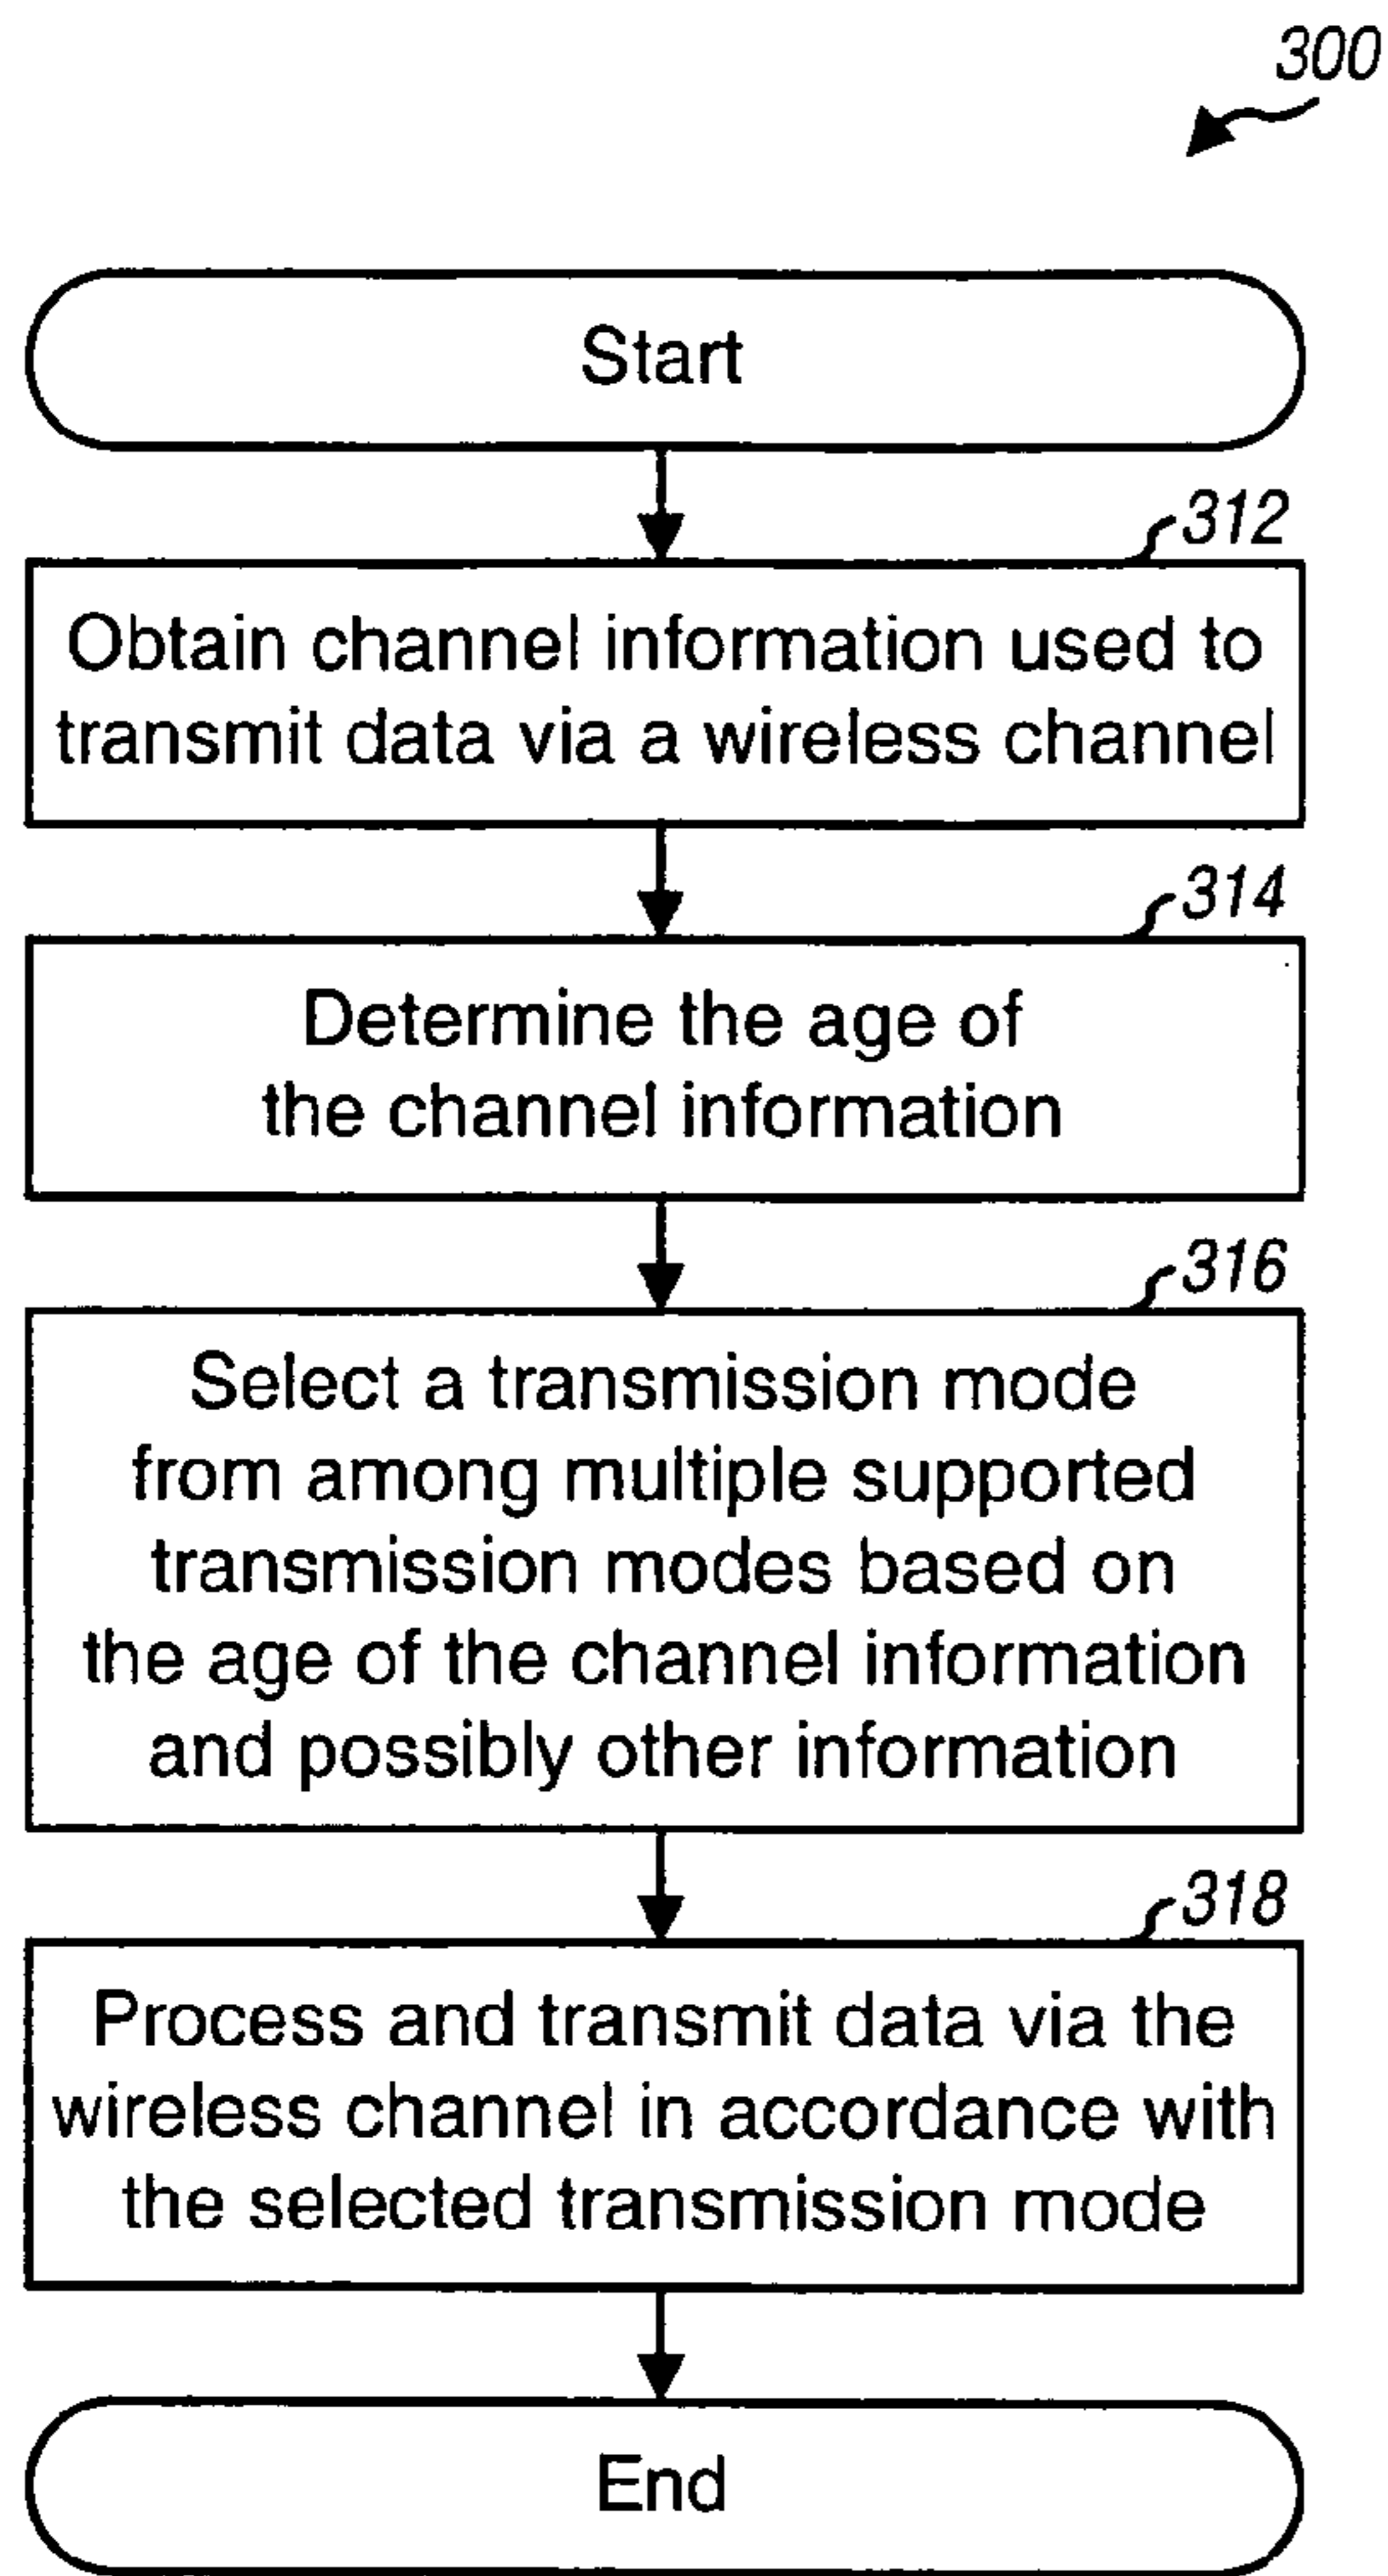 300
Start
312
Obtain channel information used to
transmit data via a wireless channel
314
Determine the age of
the channel information
316
Select a transmission mode
from among multiple supported
transmission modes based on
the age of the channel information
and possibly other information
318
Process and transmit data via the
wireless channel in accordance with
the selected transmission mode
End